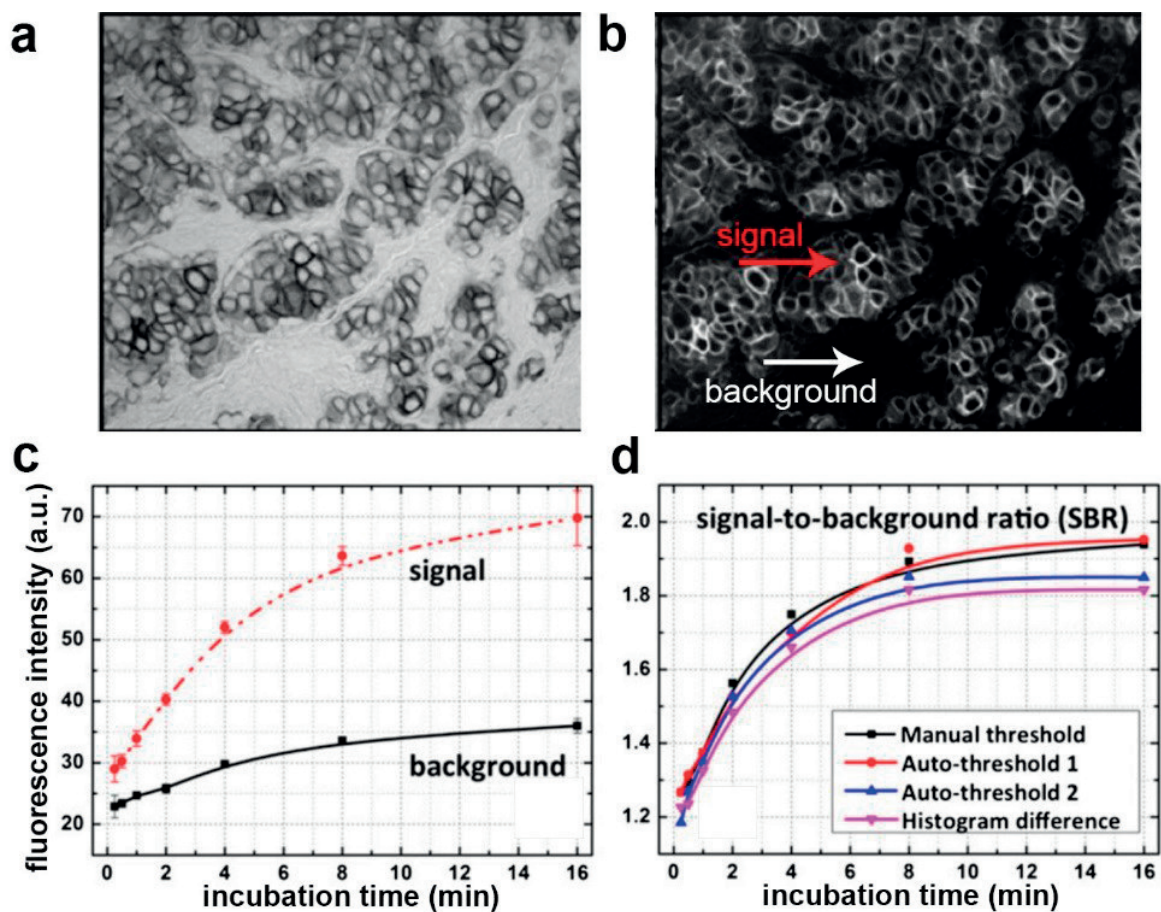 a
b
signal
background
c
fluorescence intensity (a.u.)
70
60
50
40
30
20
signal
background
0 2 4 6 8 10 12 14 16
incubation time (min)
d
signal-to-background ratio (SBR)
2.0
1.8
1.6
1.4
1.2
Manual threshold
Auto-threshold 1
Auto-threshold 2
Histogram difference
0 2 4 6 8 10 12 14 16
incubation time (min)